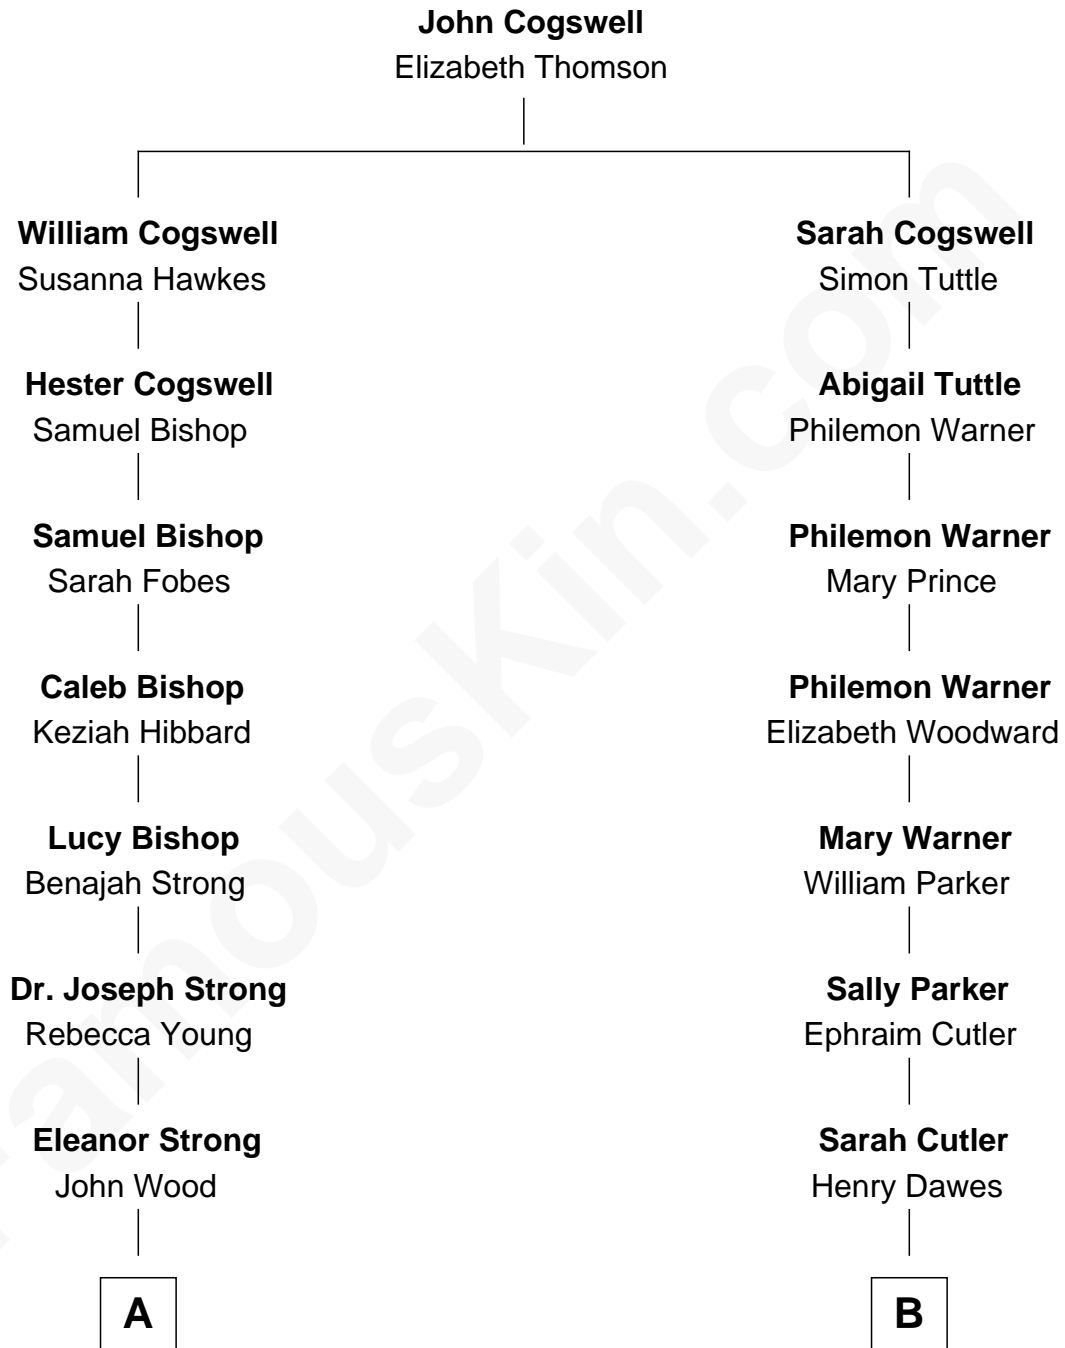 John Cogswell
Elizabeth Thomson
William Cogswell
Susanna Hawkes
Sarah Cogswell
Simon Tuttle
Hester Cogswell
Samuel Bishop
Abigail Tuttle
Philemon Warner
Samuel Bishop
Sarah Fobes
Philemon Warner
Mary Prince
Caleb Bishop
Keziah Hibbard
Philemon Warner
Elizabeth Woodward
Lucy Bishop
Benajah Strong
Mary Warner
William Parker
Dr. Joseph Strong
Rebecca Young
Sally Parker
Ephraim Cutler
Eleanor Strong
John Wood
Sarah Cutler
Henry Dawes
A
B
FamousKin.com